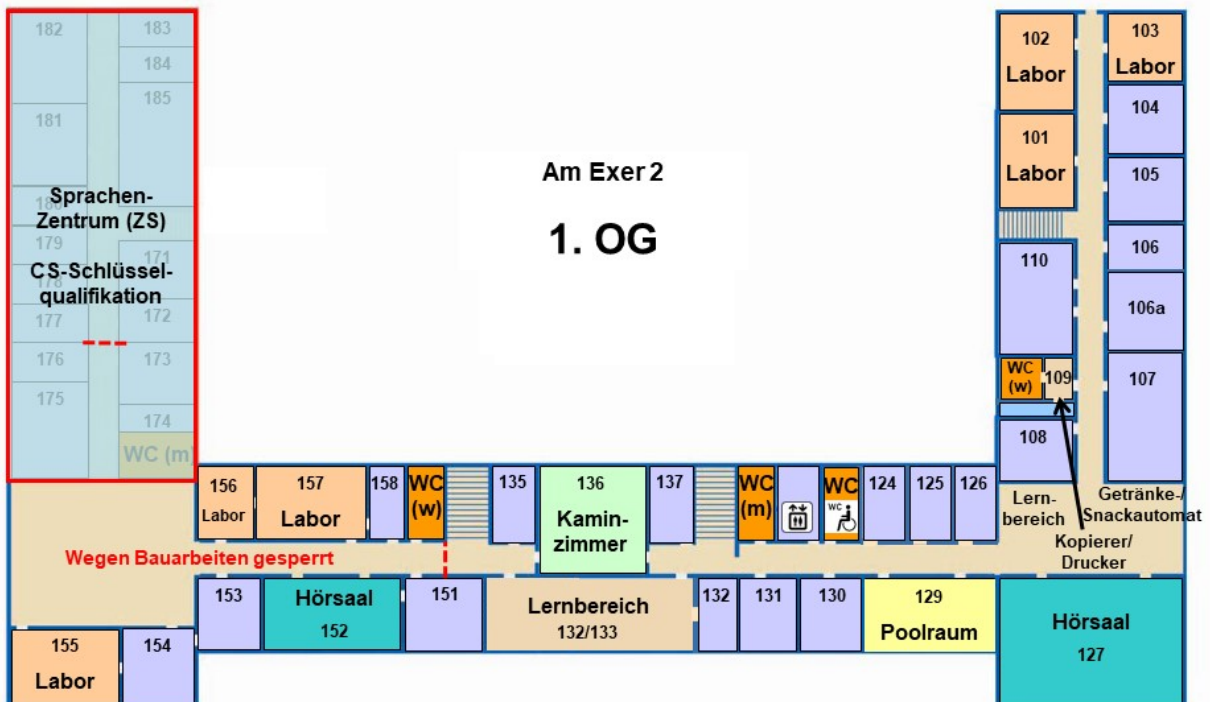 182
183
184
185
181
180
Sprachen-
Zentrum (ZS)
179
171
CS-Schlüssel-
178
qualifikation
177
172
176
173
175
174
WC (m)
Am Exer 2
1. OG
102
Labor
103
Labor
101
Labor
104
105
106
110
106a
WC
(w)
109
107
108
Lern-
bereich
Getränke-/
Snackautomat
Kopierer/
Drucker
156
Labor
157
Labor
158
WC
(w)
135
136
Kamin-
zimmer
137
WC
(m)
WC
WC
124
125
126
Wegen Bauarbeiten gesperrt
153
Hörsaal
152
151
Lernbereich
132/133
132
131
130
129
Poolraum
Hörsaal
127
155
Labor
154